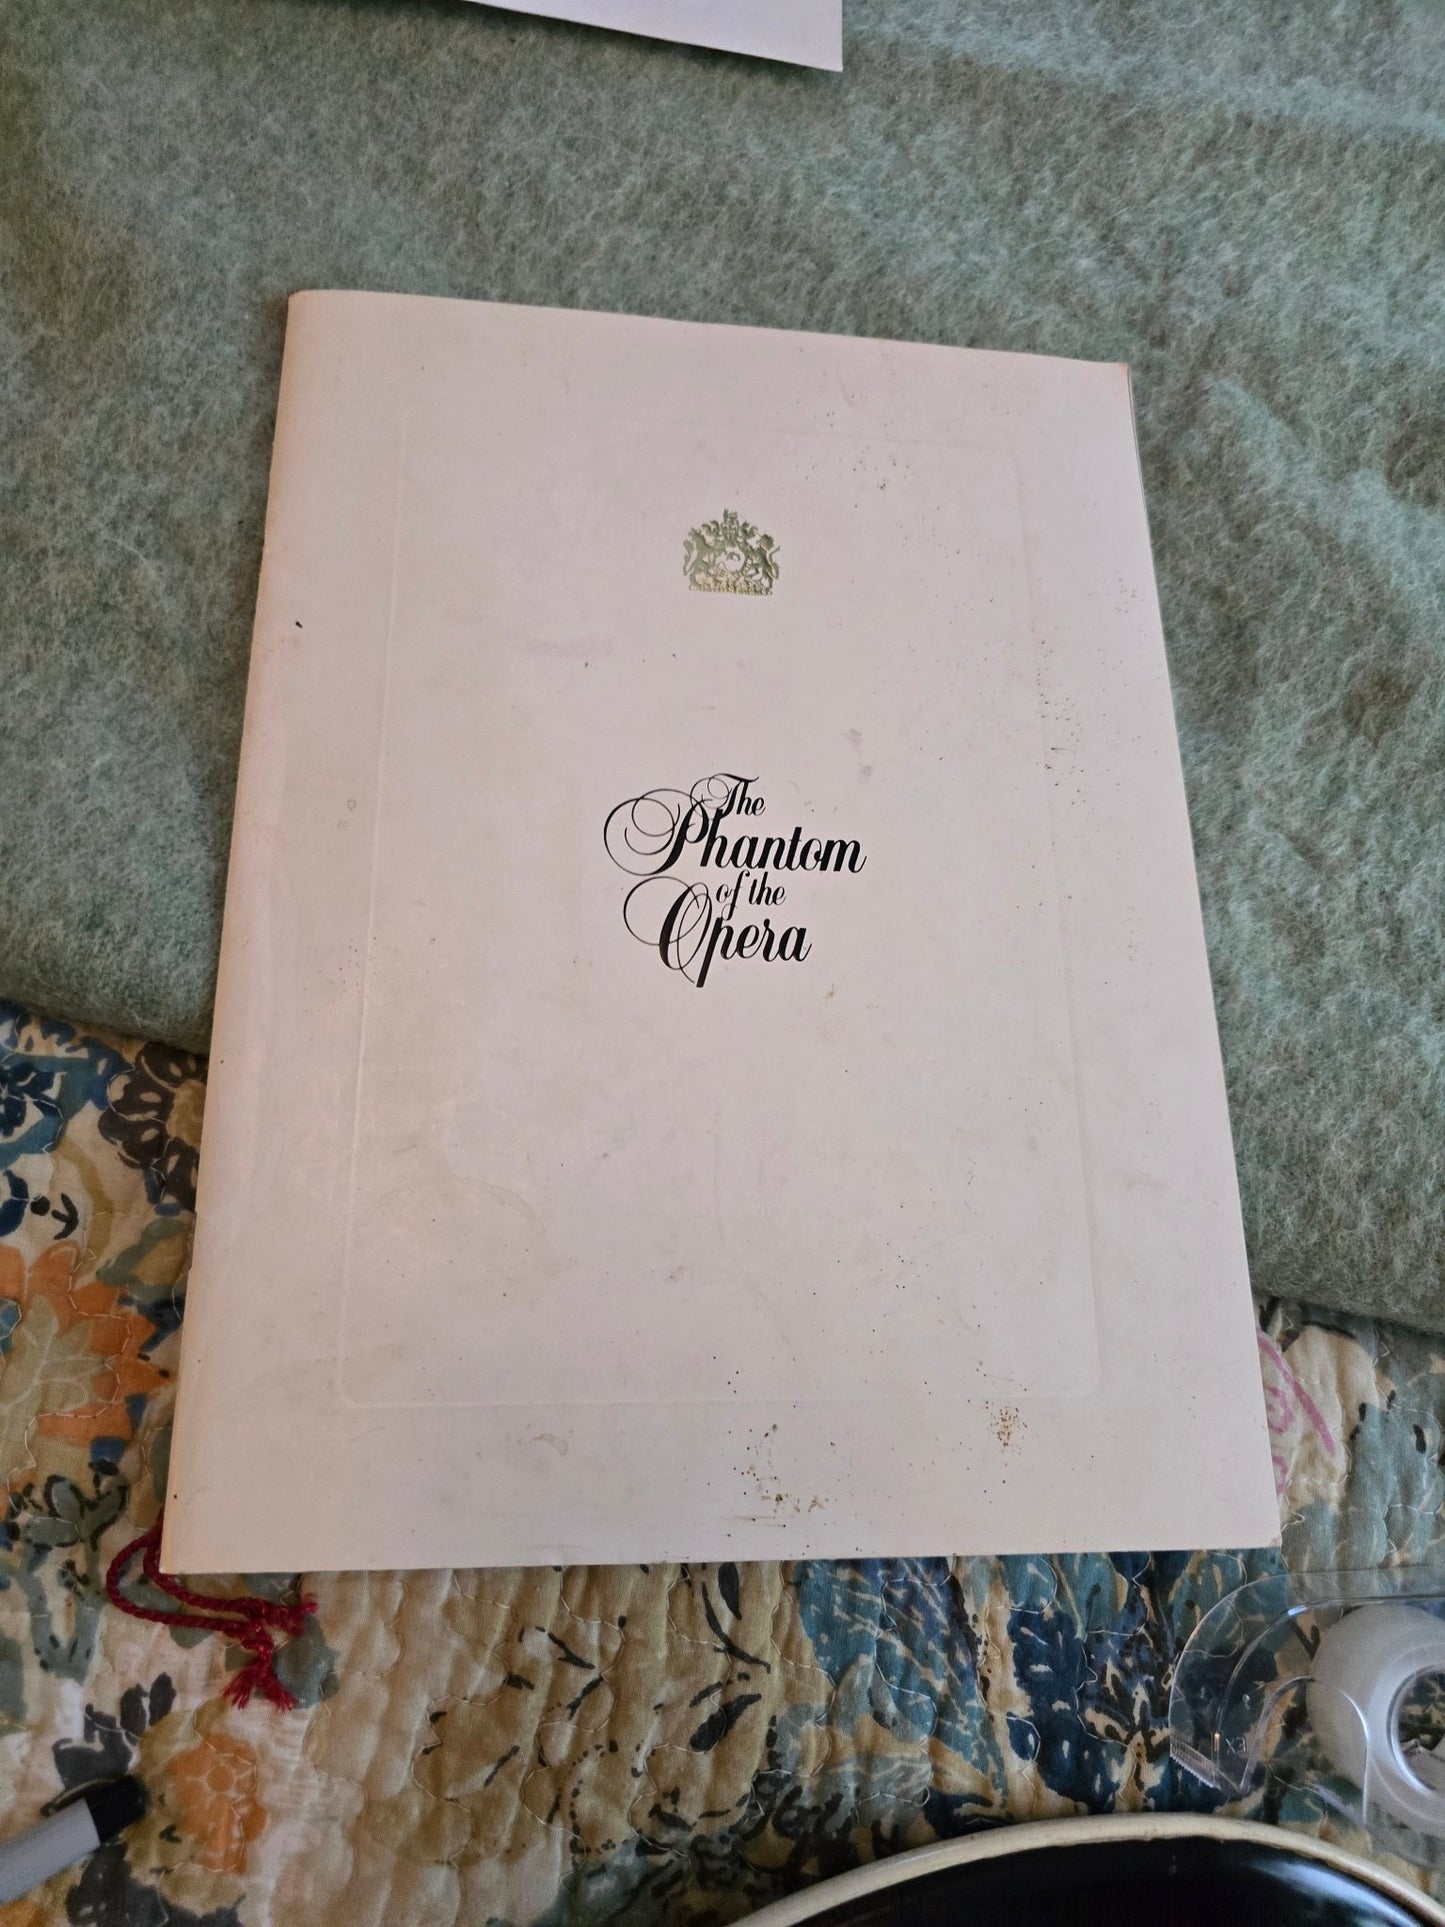 The
Phantom
of the
Opera